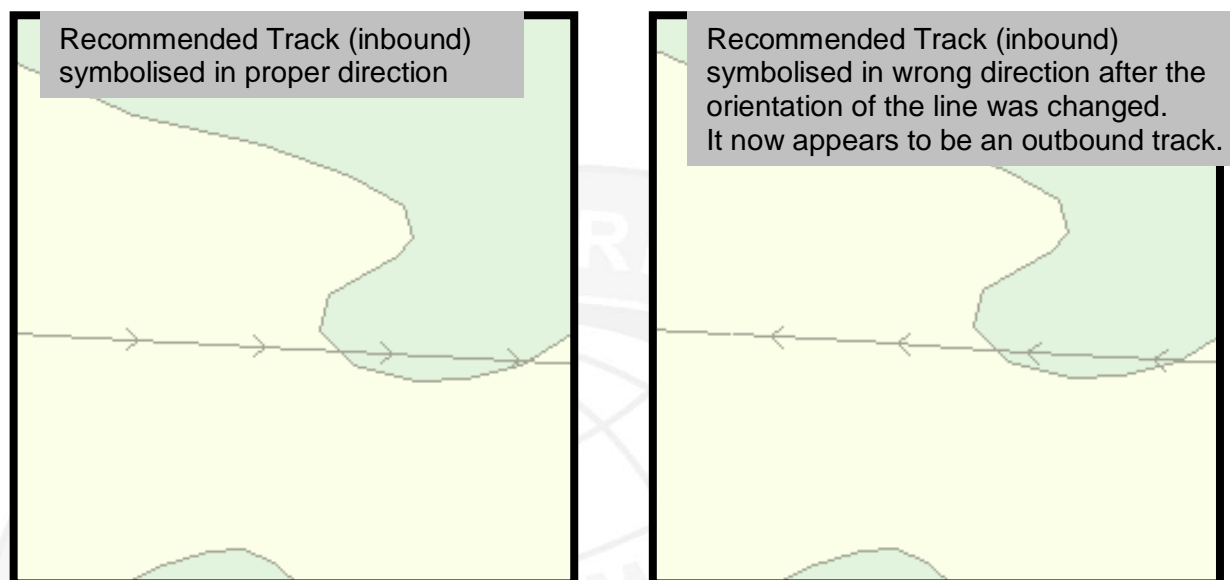 Recommended Track (inbound)
symbolised in proper direction
Recommended Track (inbound)
symbolised in wrong direction after the
orientation of the line was changed.
It now appears to be an outbound track.